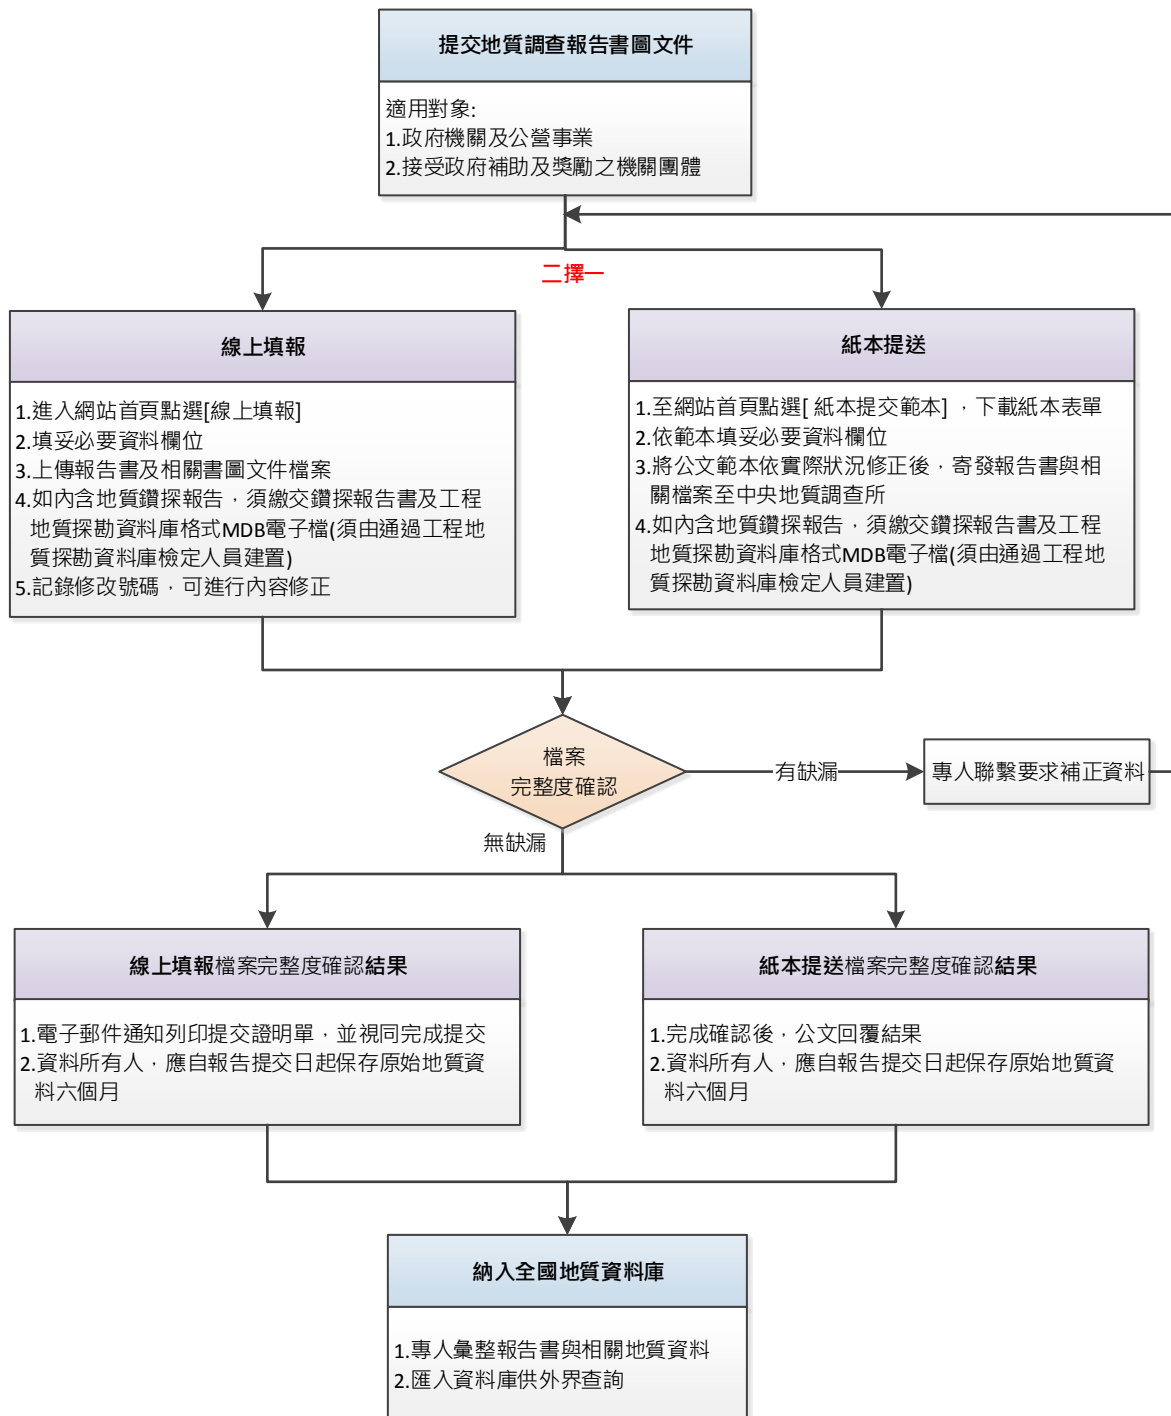 提交地質調查報告書圖文件
適用對象:
1.政府機關及公營事業
2.接受政府補助及獎勵之機關團體
二擇一
線上填報
1.進入網站首頁點選[線上填報]
2.填妥必要資料欄位
3.上傳報告書及相關書圖文件檔案
4.如內含地質鑽探報告，須繳交鑽探報告書及工程
地質探勘資料庫格式MDB電子檔(須由通過工程地
質探勘資料庫檢定人員建置)
5.記錄修改號碼，可進行內容修正
紙本提送
1.至網站首頁點選[ 紙本提交範本] ，下載紙本表單
2.依範本填妥必要資料欄位
3.將公文範本依實際狀況修正後，寄發報告書與相
關檔案至中央地質調查所
4.如內含地質鑽探報告，須繳交鑽探報告書及工程
地質探勘資料庫格式MDB電子檔(須由通過工程地
質探勘資料庫檢定人員建置)
檔案
完整度確認
有缺漏
專人聯繫要求補正資料
無缺漏
線上填報檔案完整度確認結果
1.電子郵件通知列印提交證明單，並視同完成提交
2.資料所有人，應自報告提交日起保存原始地質資
料六個月
紙本提送檔案完整度確認結果
1.完成確認後，公文回覆結果
2.資料所有人，應自報告提交日起保存原始地質資
料六個月
納入全國地質資料庫
1.專人彙整報告書與相關地質資料
2.匯入資料庫供外界查詢